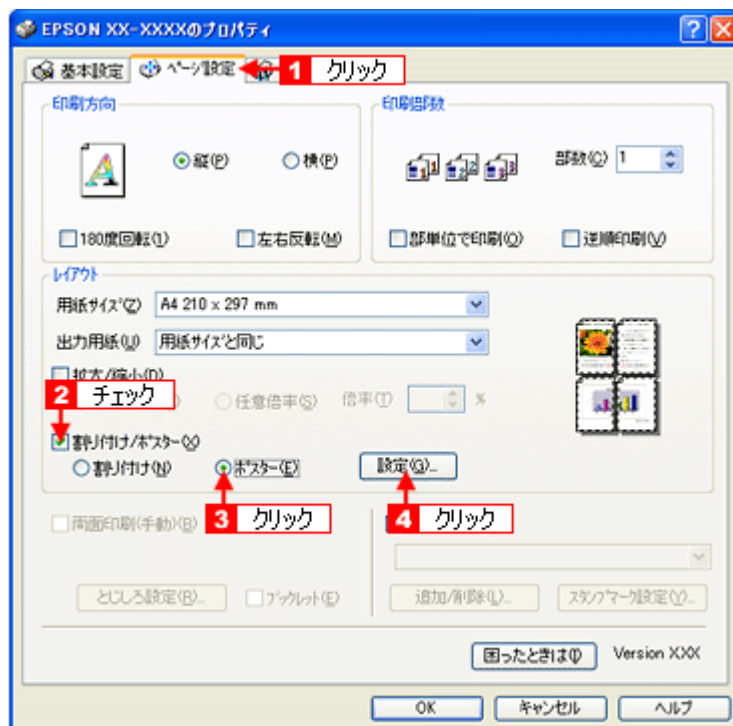 EPSON XX-XXXXのプロパティ
基本設定 ページ設定 1 クリック
印刷方向 印刷部数
縦(P) 横(P) 部数(C) 1
180度回転(1) 左右反転(M) 部単位で印刷(O) 逆順印刷(V)
レイアウト
用紙サイズ(Z) A4 210 x 297 mm
出力用紙(U) 用紙サイズと同じ
拡大/縮小(D)
2 チェック 任意倍率(S) 倍率(T) %
割り付け/ポスター(X)
割り付け(N) ポスター(E) 設定(G)...
両面印刷(手動)(B) 3 クリック 4 クリック
とじしろ設定(R)... ブックレット(E) 追加/削除(L)... スタンプマーク設定(Y)...
困ったときは(I) Version X.XX
OK キャンセル ヘルプ